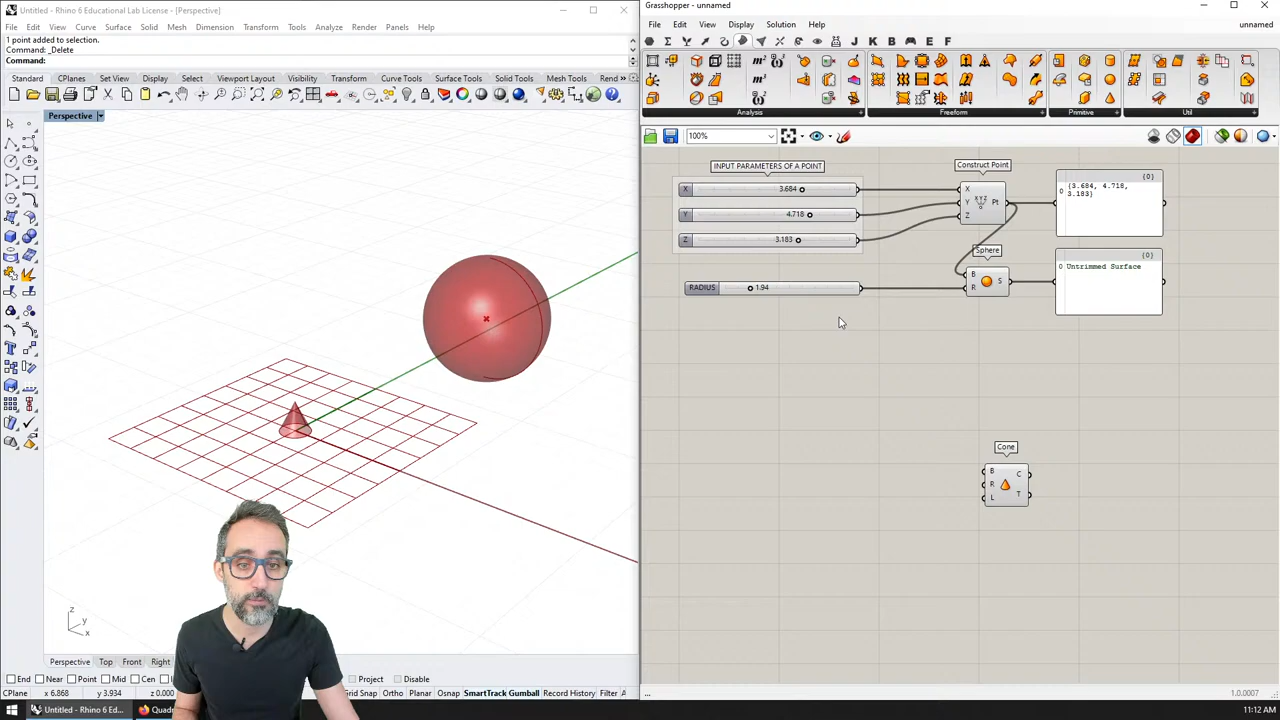 Untitled - Rhino 6 Educational Lab License - [Perspective]
File Edit View Curve Surface Solid Mesh Dimension Transform Tools Analyze Render Panels Help
1 point added to selection.
Command: _Delete
Command:
Standard CPlanes Set View Display Select Viewport Layout Visibility Transform Curve Tools Surface Tools Solid Tools Mesh Tools Rend »
Perspective
z
y
x
Perspective Top Front Right
End Near Point Mid Cen Project Disable
CPlane x 6.868 y 3.934 z 0.000 Grid Snap Ortho Planar Osnap SmartTrack Gumball Record History Filter
Grasshopper - unnamed
File Edit View Display Solution Help unnamed
J K B E F
Analysis Freeform Primitive Util
100%
INPUT PARAMETERS OF A POINT
X 3.684
Y 4.718
Z 3.183
RADIUS 1.94
Construct Point
X
Y
Z
XYZ
Pt
{0}
0 {3.684, 4.718,
3.183}
Sphere
B
R
S
{0}
0 Untrimmed Surface
Cone
B
R
L
C
T
...
1.0.0007
Untitled - Rhino 6 Ed...
Quadr
11:12 AM